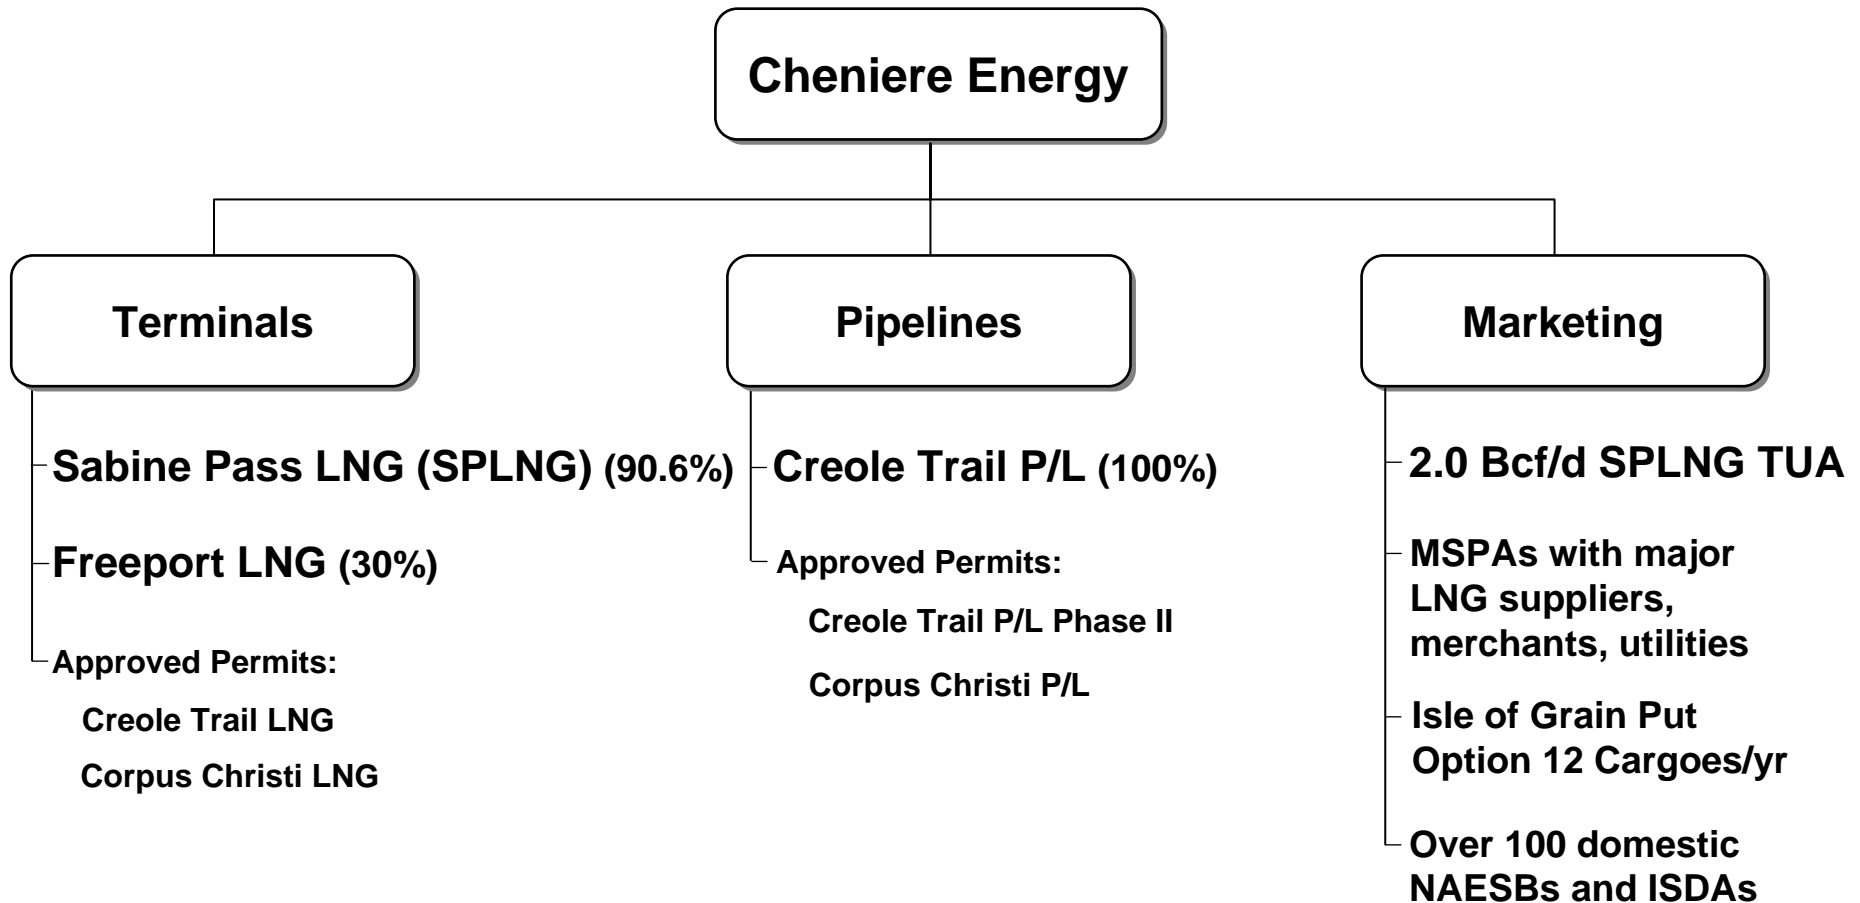 Cheniere Energy
Terminals
Sabine Pass LNG (SPLNG) (90.6%)
Freeport LNG (30%)
Approved Permits:
Creole Trail LNG
Corpus Christi LNG
Pipelines
Creole Trail P/L (100%)
Approved Permits:
Creole Trail P/L Phase II
Corpus Christi P/L
Marketing
2.0 Bcf/d SPLNG TUA
MSPAs with major
LNG suppliers,
merchants, utilities
Isle of Grain Put
Option 12 Cargoes/yr
Over 100 domestic
NAESBs and ISDAs